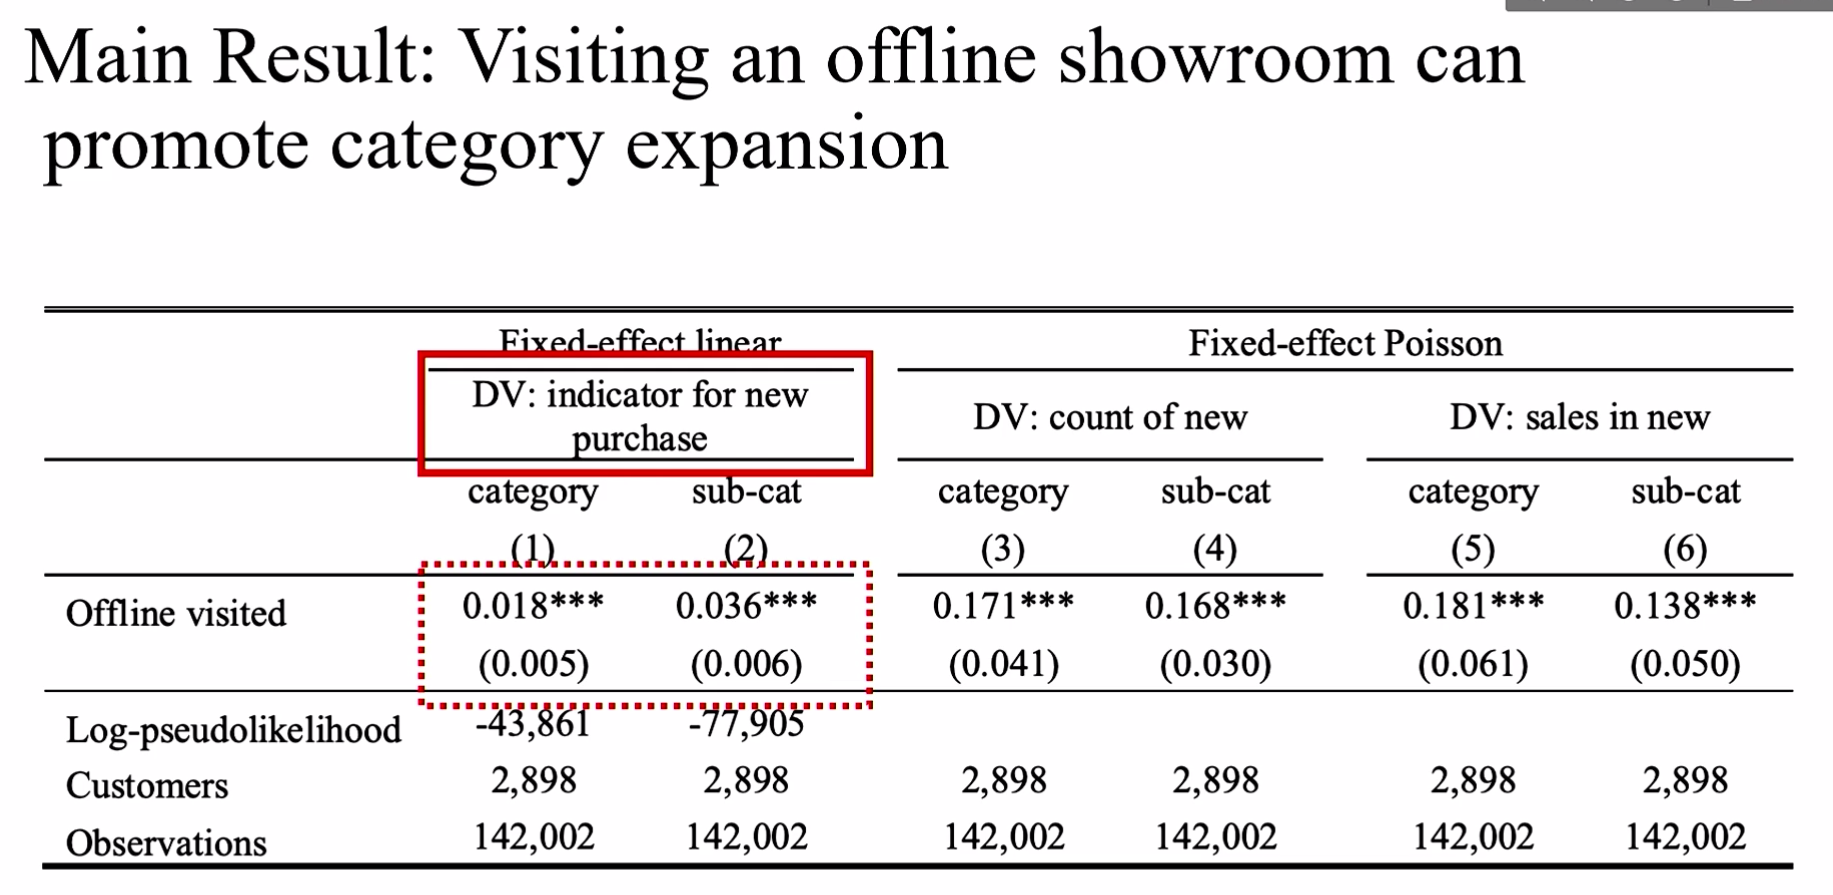 Main Result: Visiting an offline showroom can
promote category expansion
Fixed-effect linear Fixed-effect Poisson
DV: indicator for new
purchase
DV: count of new DV: sales in new
category sub-cat category sub-cat category sub-cat
(1) (2) (3) (4) (5) (6)
Offline visited 0.018*** 0.036*** 0.171*** 0.168*** 0.181*** 0.138***
(0.005) (0.006) (0.041) (0.030) (0.061) (0.050)
Log-pseudolikelihood -43,861 -77,905
Customers 2,898 2,898 2,898 2,898 2,898 2,898
Observations 142,002 142,002 142,002 142,002 142,002 142,002